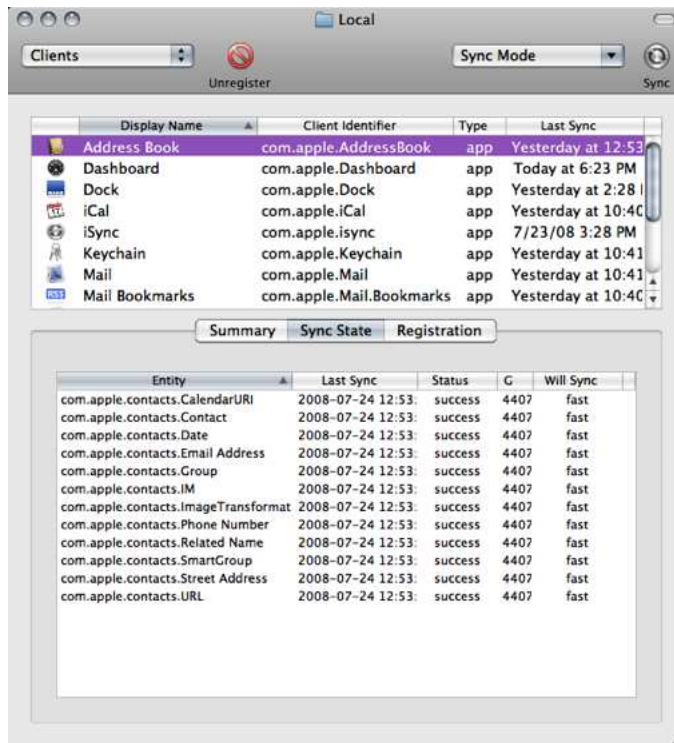 Local
Clients Sync Mode
Unregister Sync
Display Name Client Identifier Type Last Sync
Address Book com.apple.AddressBook app Yesterday at 12:53
Dashboard com.apple.Dashboard app Today at 6:23 PM
Dock com.apple.Dock app Yesterday at 2:28
iCal com.apple.iCal app Yesterday at 10:40
iSync com.apple.isync app 7/23/08 3:28 PM
Keychain com.apple.Keychain app Yesterday at 10:41
Mail com.apple.Mail app Yesterday at 10:41
RSS Mail Bookmarks com.apple.Mail.Bookmarks app Yesterday at 10:40
Summary Sync State Registration
Entity Last Sync Status G Will Sync
com.apple.contacts.CalendarURI 2008-07-24 12:53: success 4407 fast
com.apple.contacts.Contact 2008-07-24 12:53: success 4407 fast
com.apple.contacts.Date 2008-07-24 12:53: success 4407 fast
com.apple.contacts.Email Address 2008-07-24 12:53: success 4407 fast
com.apple.contacts.Group 2008-07-24 12:53: success 4407 fast
com.apple.contacts.IM 2008-07-24 12:53: success 4407 fast
com.apple.contacts.ImageTransformat 2008-07-24 12:53: success 4407 fast
com.apple.contacts.Phone Number 2008-07-24 12:53: success 4407 fast
com.apple.contacts.Related Name 2008-07-24 12:53: success 4407 fast
com.apple.contacts.SmartGroup 2008-07-24 12:53: success 4407 fast
com.apple.contacts.Street Address 2008-07-24 12:53: success 4407 fast
com.apple.contacts.URL 2008-07-24 12:53: success 4407 fast